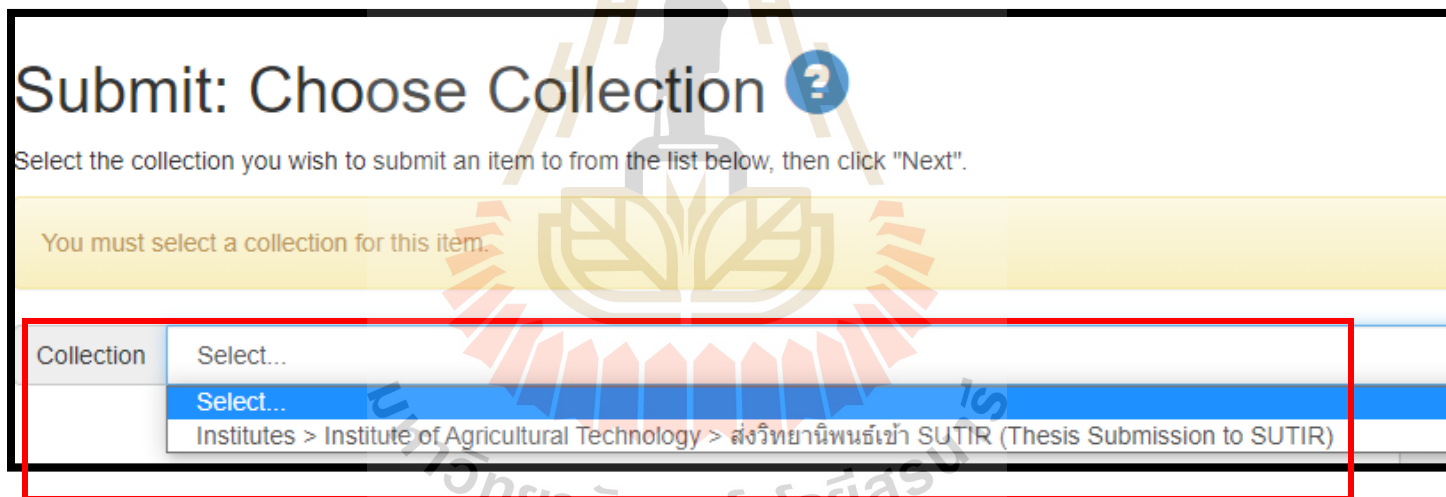 Submit: Choose Collection ?
Select the collection you wish to submit an item to from the list below, then click "Next".
You must select a collection for this item.
Collection
Select...
Select...
Institutes > Institute of Agricultural Technology > ส่งวิทยานิพนธ์เข้า SUTIR (Thesis Submission to SUTIR)